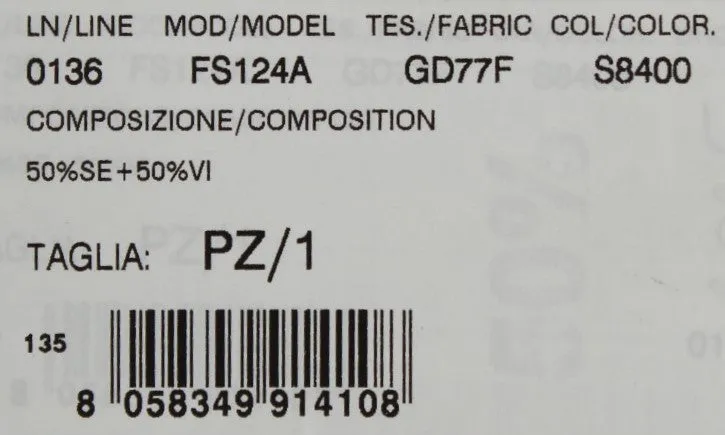 LN/LINE MOD/MODEL TES./FABRIC COL/COLOR.
0136 FS124A GD77F S8400
COMPOSIZIONE/COMPOSITION
50%SE+50%VI
TAGLIA: PZ/1
135
8 058349 914108
50%